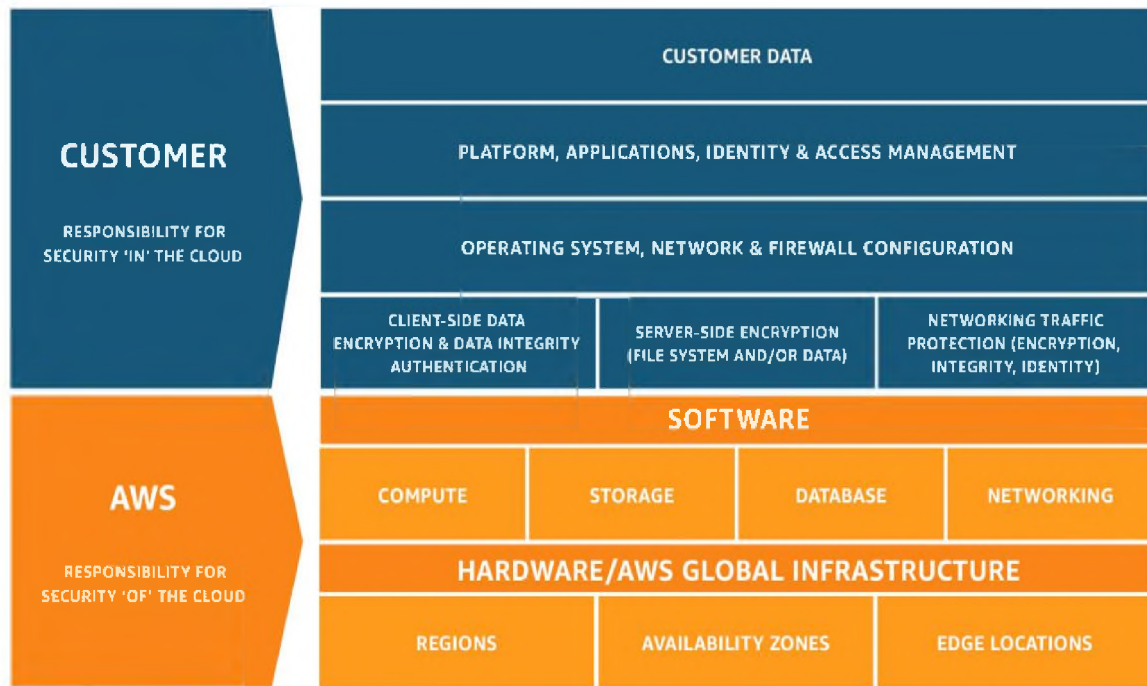 CUSTOMER
RESPONSIBILITY FOR
SECURITY 'IN' THE CLOUD
CUSTOMER DATA
PLATFORM, APPLICATIONS, IDENTITY & ACCESS MANAGEMENT
OPERATING SYSTEM, NETWORK & FIREWALL CONFIGURATION
CLIENT-SIDE DATA
ENCRYPTION & DATA INTEGRITY
AUTHENTICATION
SERVER-SIDE ENCRYPTION
(FILE SYSTEM AND/OR DATA)
NETWORKING TRAFFIC
PROTECTION (ENCRYPTION,
INTEGRITY, IDENTITY)
AWS
RESPONSIBILITY FOR
SECURITY 'OF' THE CLOUD
SOFTWARE
COMPUTE
STORAGE
DATABASE
NETWORKING
HARDWARE/AWS GLOBAL INFRASTRUCTURE
REGIONS
AVAILABILITY ZONES
EDGE LOCATIONS